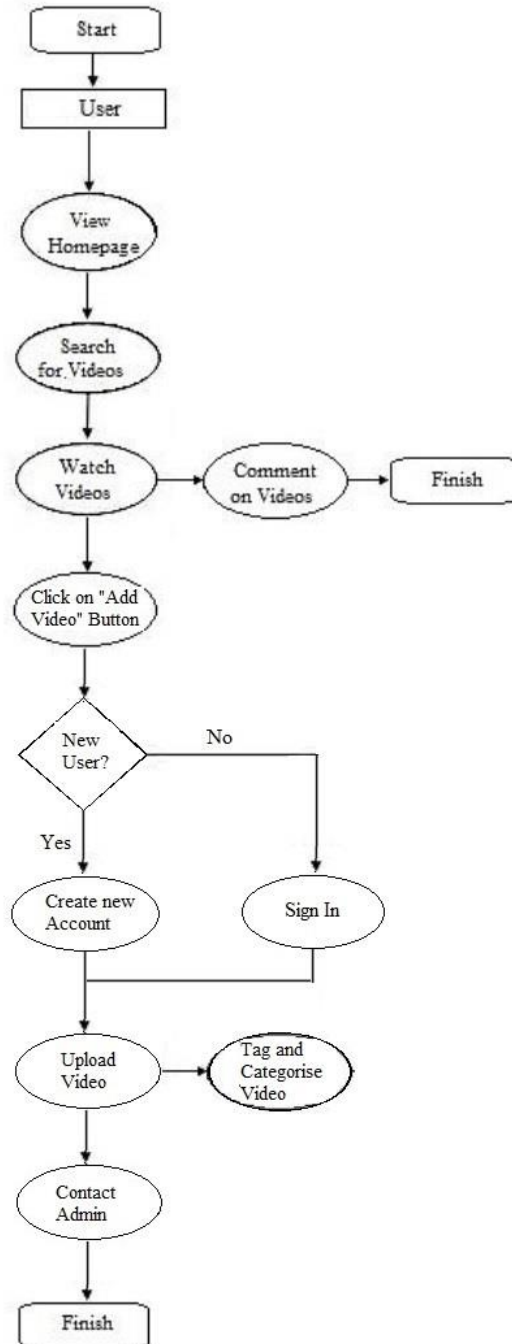 Start
User
View
Homepage
Search
for Videos
Watch
Videos
Comment
on Videos
Finish
Click on "Add
Video" Button
New
User?
No
Yes
Create new
Account
Sign In
Upload
Video
Tag and
Categorise
Video
Contact
Admin
Finish